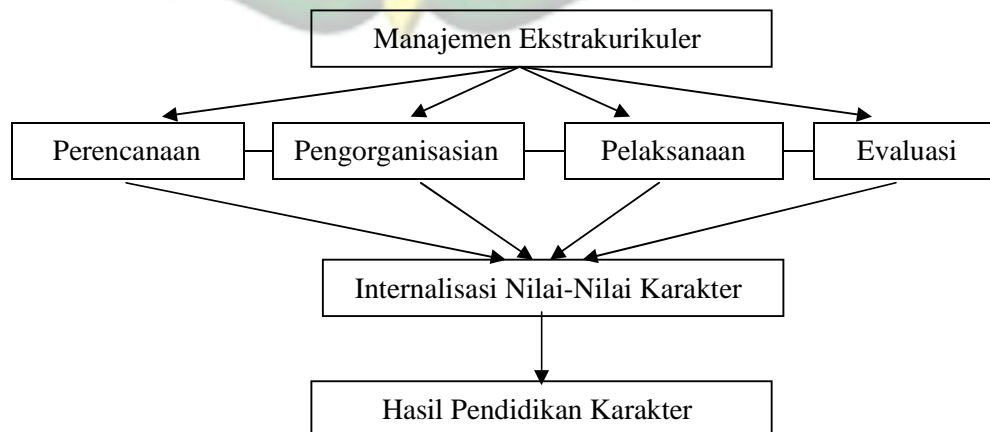 Manajemen Ekstrakurikuler
Perencanaan
Pengorganisasian
Pelaksanaan
Evaluasi
Internalisasi Nilai-Nilai Karakter
Hasil Pendidikan Karakter